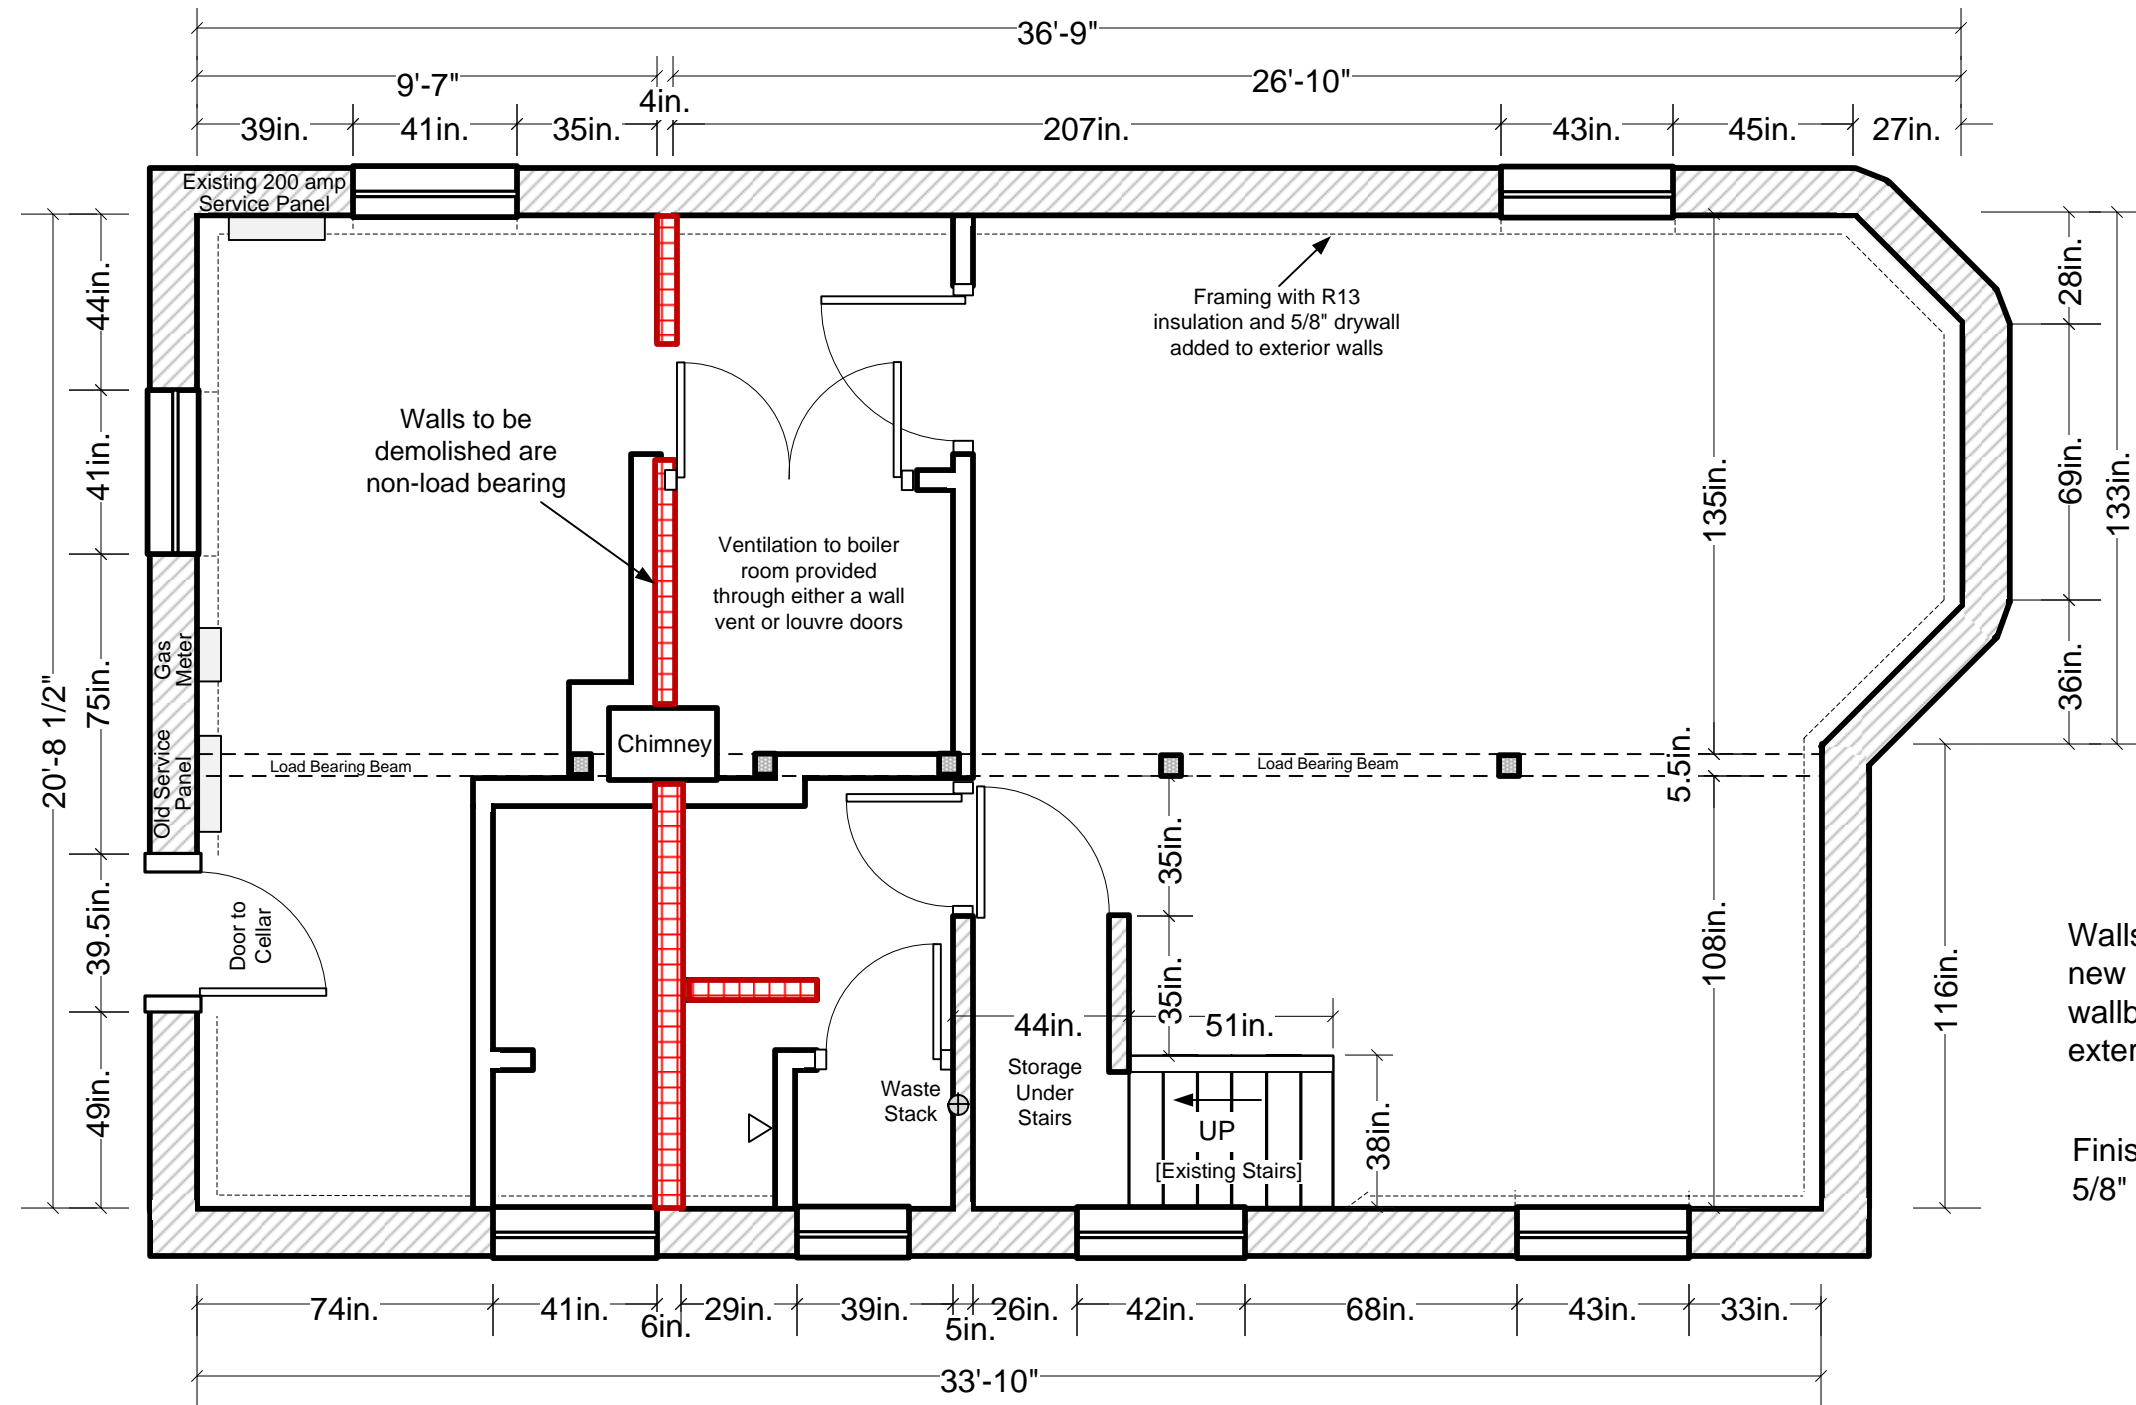 36'-9"
9'-7"
4in.
26'-10"
39in.
41in.
35in.
207in.
43in.
45in.
27in.
Existing 200 amp
Service Panel
44in.
41in.
75in.
20'-8 1/2"
39.5in.
49in.
Gas
Meter
Old Service
Panel
Door to
Cellar
Walls to be
demolished are
non-load bearing
Framing with R13
insulation and 5/8" drywall
added to exterior walls
Ventilation to boiler
room provided
through either a wall
vent or louvre doors
Chimney
Load Bearing Beam
Load Bearing Beam
135in.
5.5in.
108in.
28in.
69in.
133in.
36in.
116in.
35in.
35in.
44in.
51in.
38in.
Storage
Under
Stairs
Waste
Stack
UP
[Existing Stairs]
new
5/8"
74in.
41in.
6in.
29in.
39in.
5in.
26in.
42in.
68in.
43in.
33in.
33'-10"